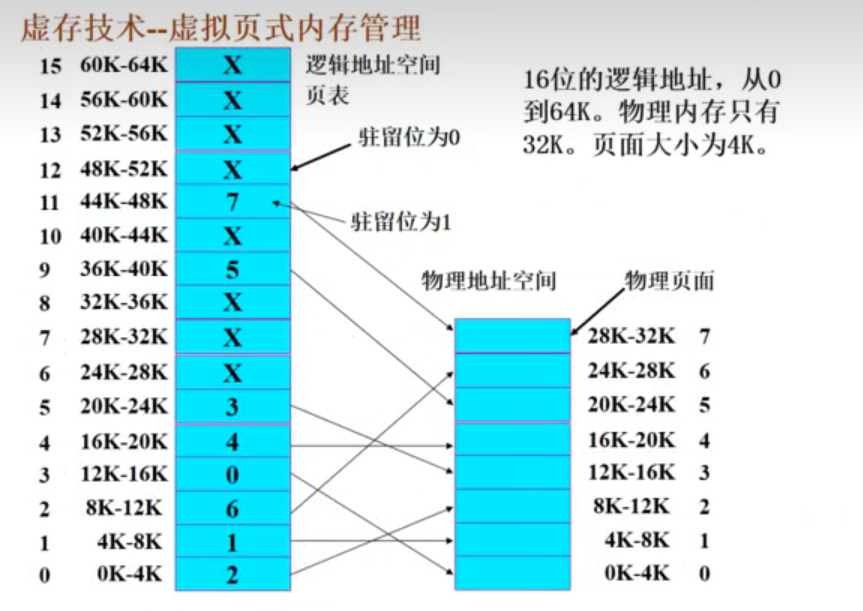 虚存技术--虚拟页式内存管理
15 60K-64K X
14 56K-60K X
13 52K-56K X
12 48K-52K X
11 44K-48K 7
10 40K-44K X
9 36K-40K 5
8 32K-36K X
7 28K-32K X
6 24K-28K X
5 20K-24K 3
4 16K-20K 4
3 12K-16K 0
2 8K-12K 6
1 4K-8K 1
0 0K-4K 2
逻辑地址空间
页表
驻留位为0
驻留位为1
16位的逻辑地址，从0
到64K。物理内存只有
32K。页面大小为4K。
物理地址空间
物理页面
28K-32K 7
24K-28K 6
20K-24K 5
16K-20K 4
12K-16K 3
8K-12K 2
4K-8K 1
0K-4K 0